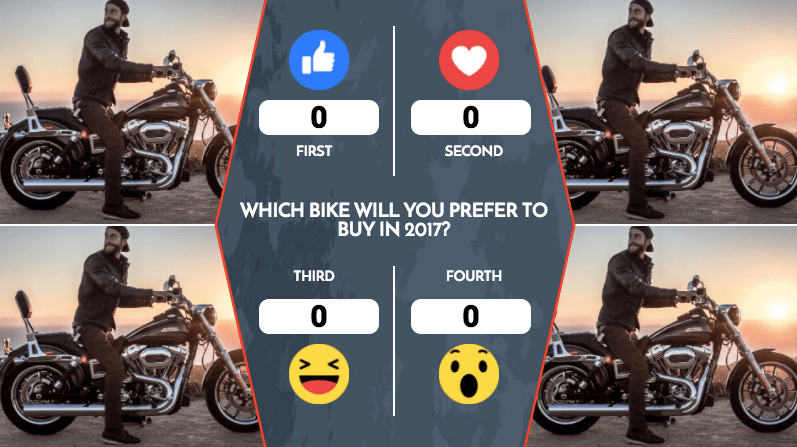 0
0
FIRST
SECOND
WHICH BIKE WILL YOU PREFER TO
BUY IN 2017?
THIRD
FOURTH
0
0